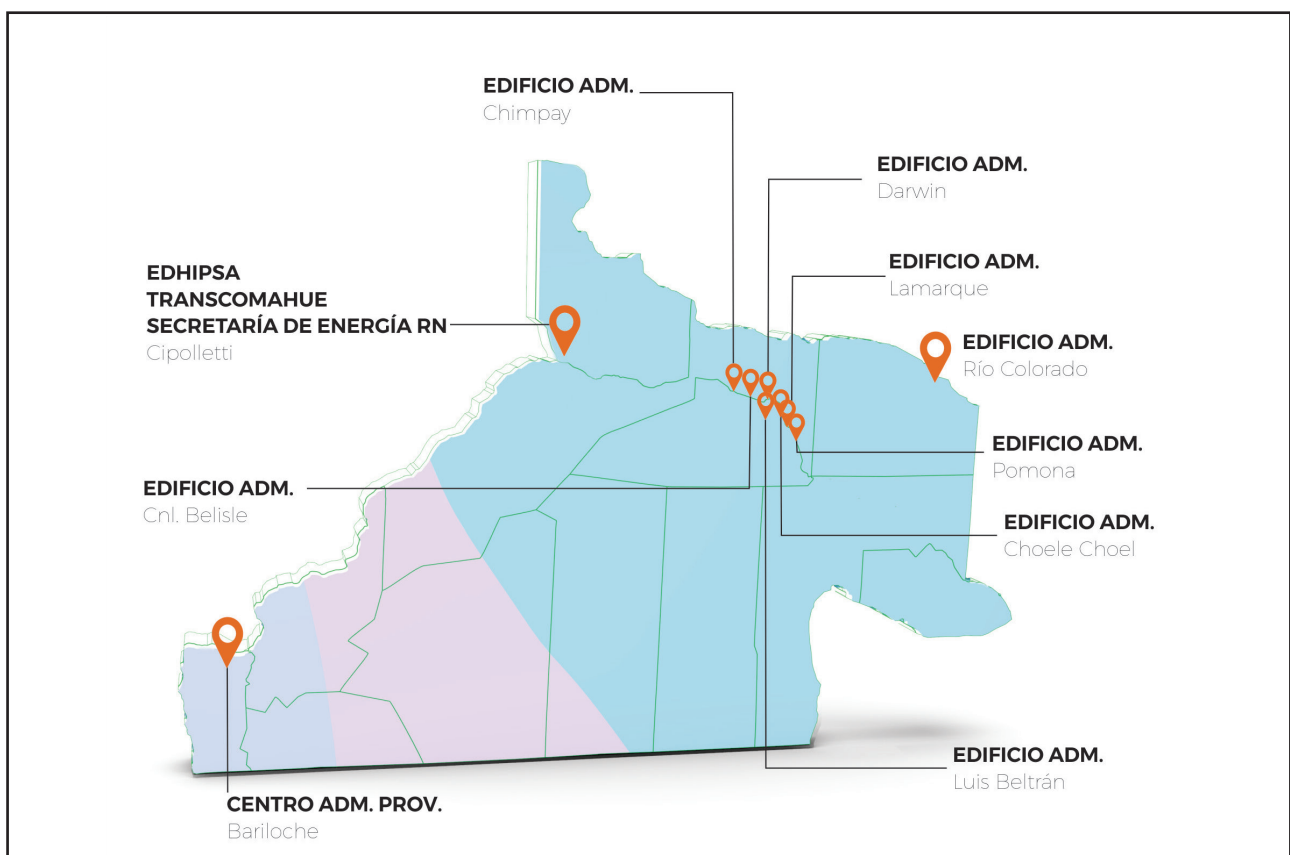 EDIFICIO ADM.
Chimpay
EDIFICIO ADM.
Darwin
EDHIPSA
TRANSCOMAHUE
SECRETARÍA DE ENERGÍA RN
Cipolletti
EDIFICIO ADM.
Lamarque
EDIFICIO ADM.
Río Colorado
EDIFICIO ADM.
Pomona
EDIFICIO ADM.
Cnl. Belisle
EDIFICIO ADM.
Choele Choel
EDIFICIO ADM.
Luis Beltrán
CENTRO ADM. PROV.
Bariloche